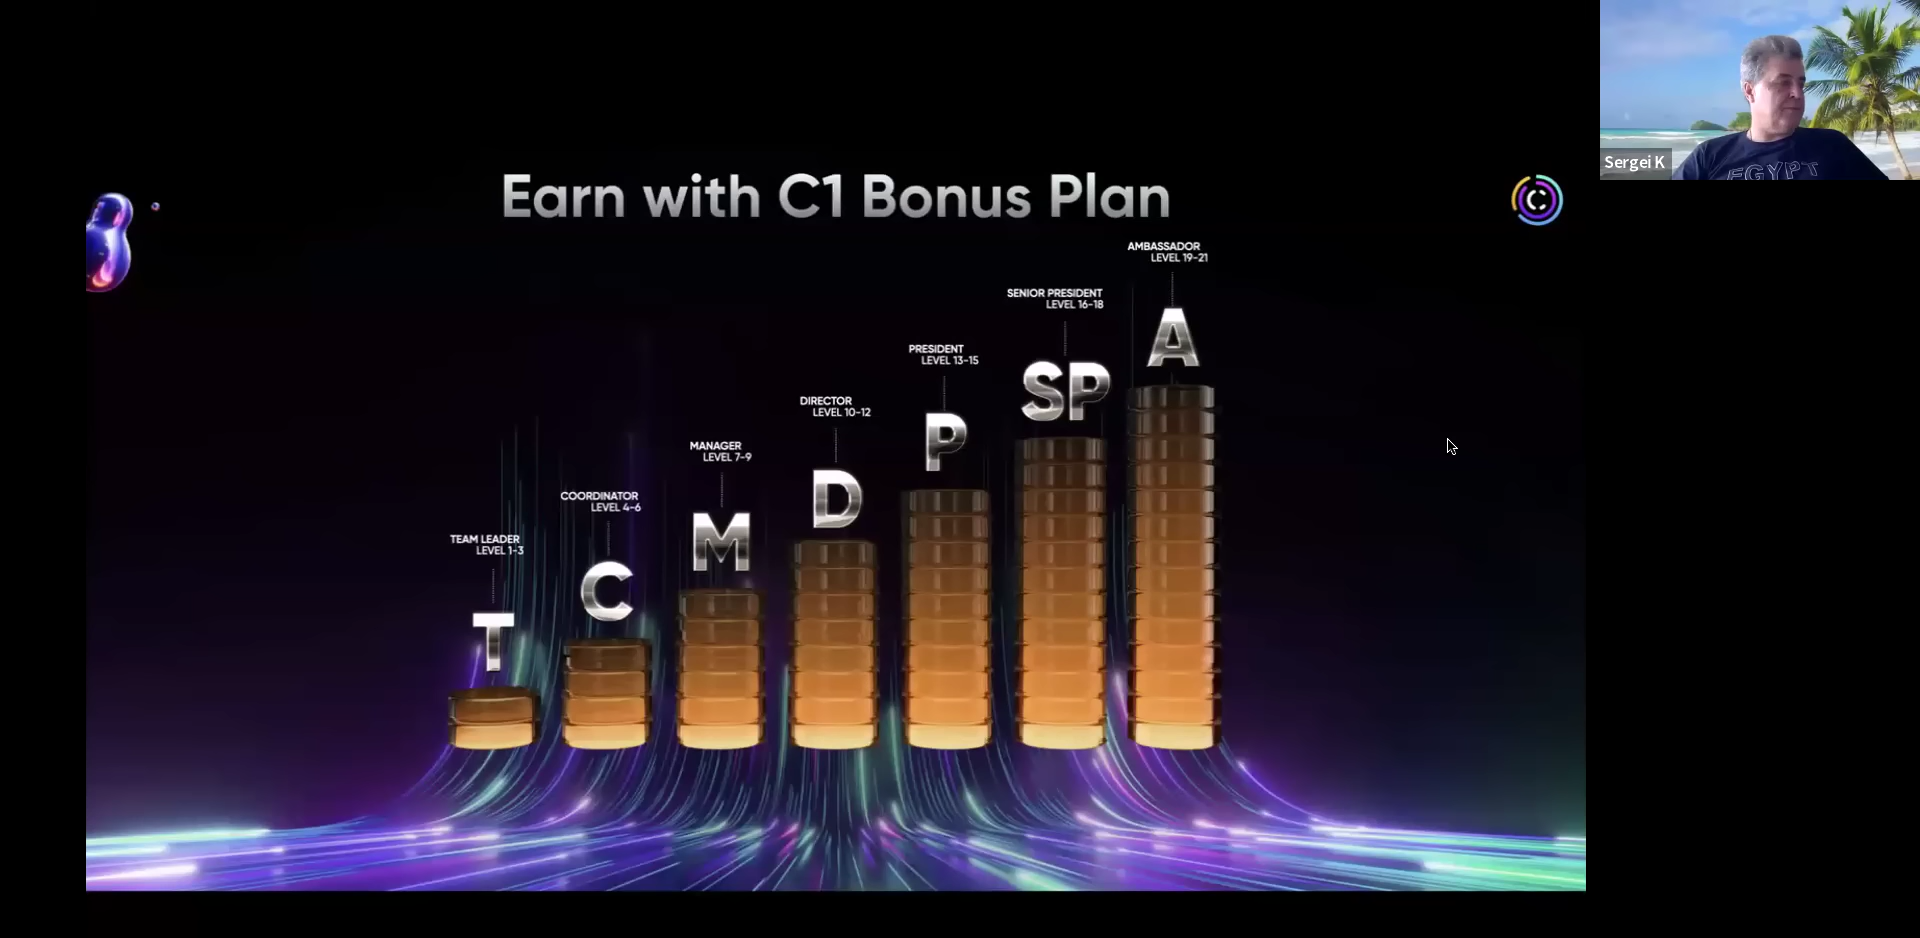 Sergei K
EGYPT
Earn with C1 Bonus Plan
C
AMBASSADOR
LEVEL 19-21
A
SENIOR PRESIDENT
LEVEL 16-18
SP
PRESIDENT
LEVEL 13-15
P
DIRECTOR
LEVEL 10-12
D
MANAGER
LEVEL 7-9
M
COORDINATOR
LEVEL 4-6
C
TEAM LEADER
LEVEL 1-3
T